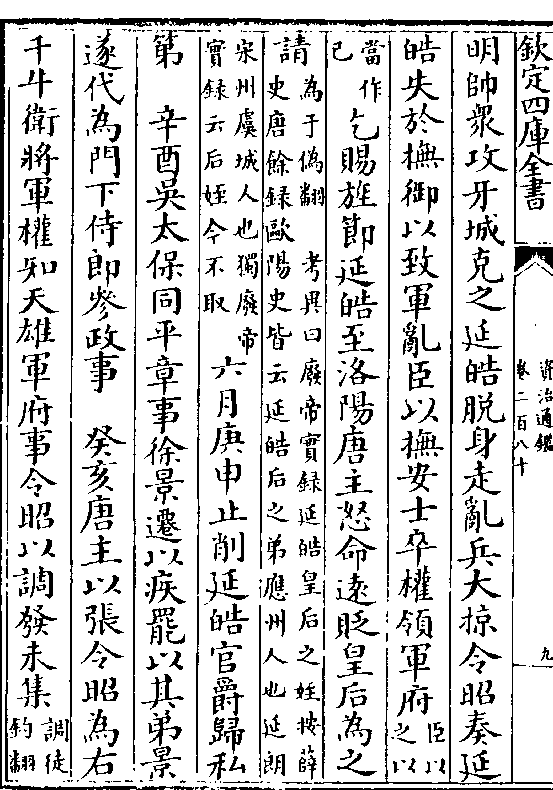 欽定四庫全書
資治通鑑
卷二百八十
九
明帥衆攻牙城克之延皓脱身走亂兵大掠令昭奏延
皓失於撫御以致軍亂臣以撫安士卒權領軍府
臣以
之以
當作
己
乞賜旌節延皓至洛陽唐主怒命逺貶皇后為之
請
為于偽翻 考異曰廢帝實録延皓皇后之姪按薛
史唐餘録歐陽史皆云延皓后之弟應州人也延朗
宋州虞城人也獨廢帝
實録云后姪今不取
六月庚申止削延皓官爵歸私
第 辛酉吳太保同平章事徐景遷以疾罷以其弟景
遂代為門下侍郎參政事 癸亥唐主以張令昭為右
千牛衛將軍權知天雄軍府事令昭以調發未集
調徒
釣翻